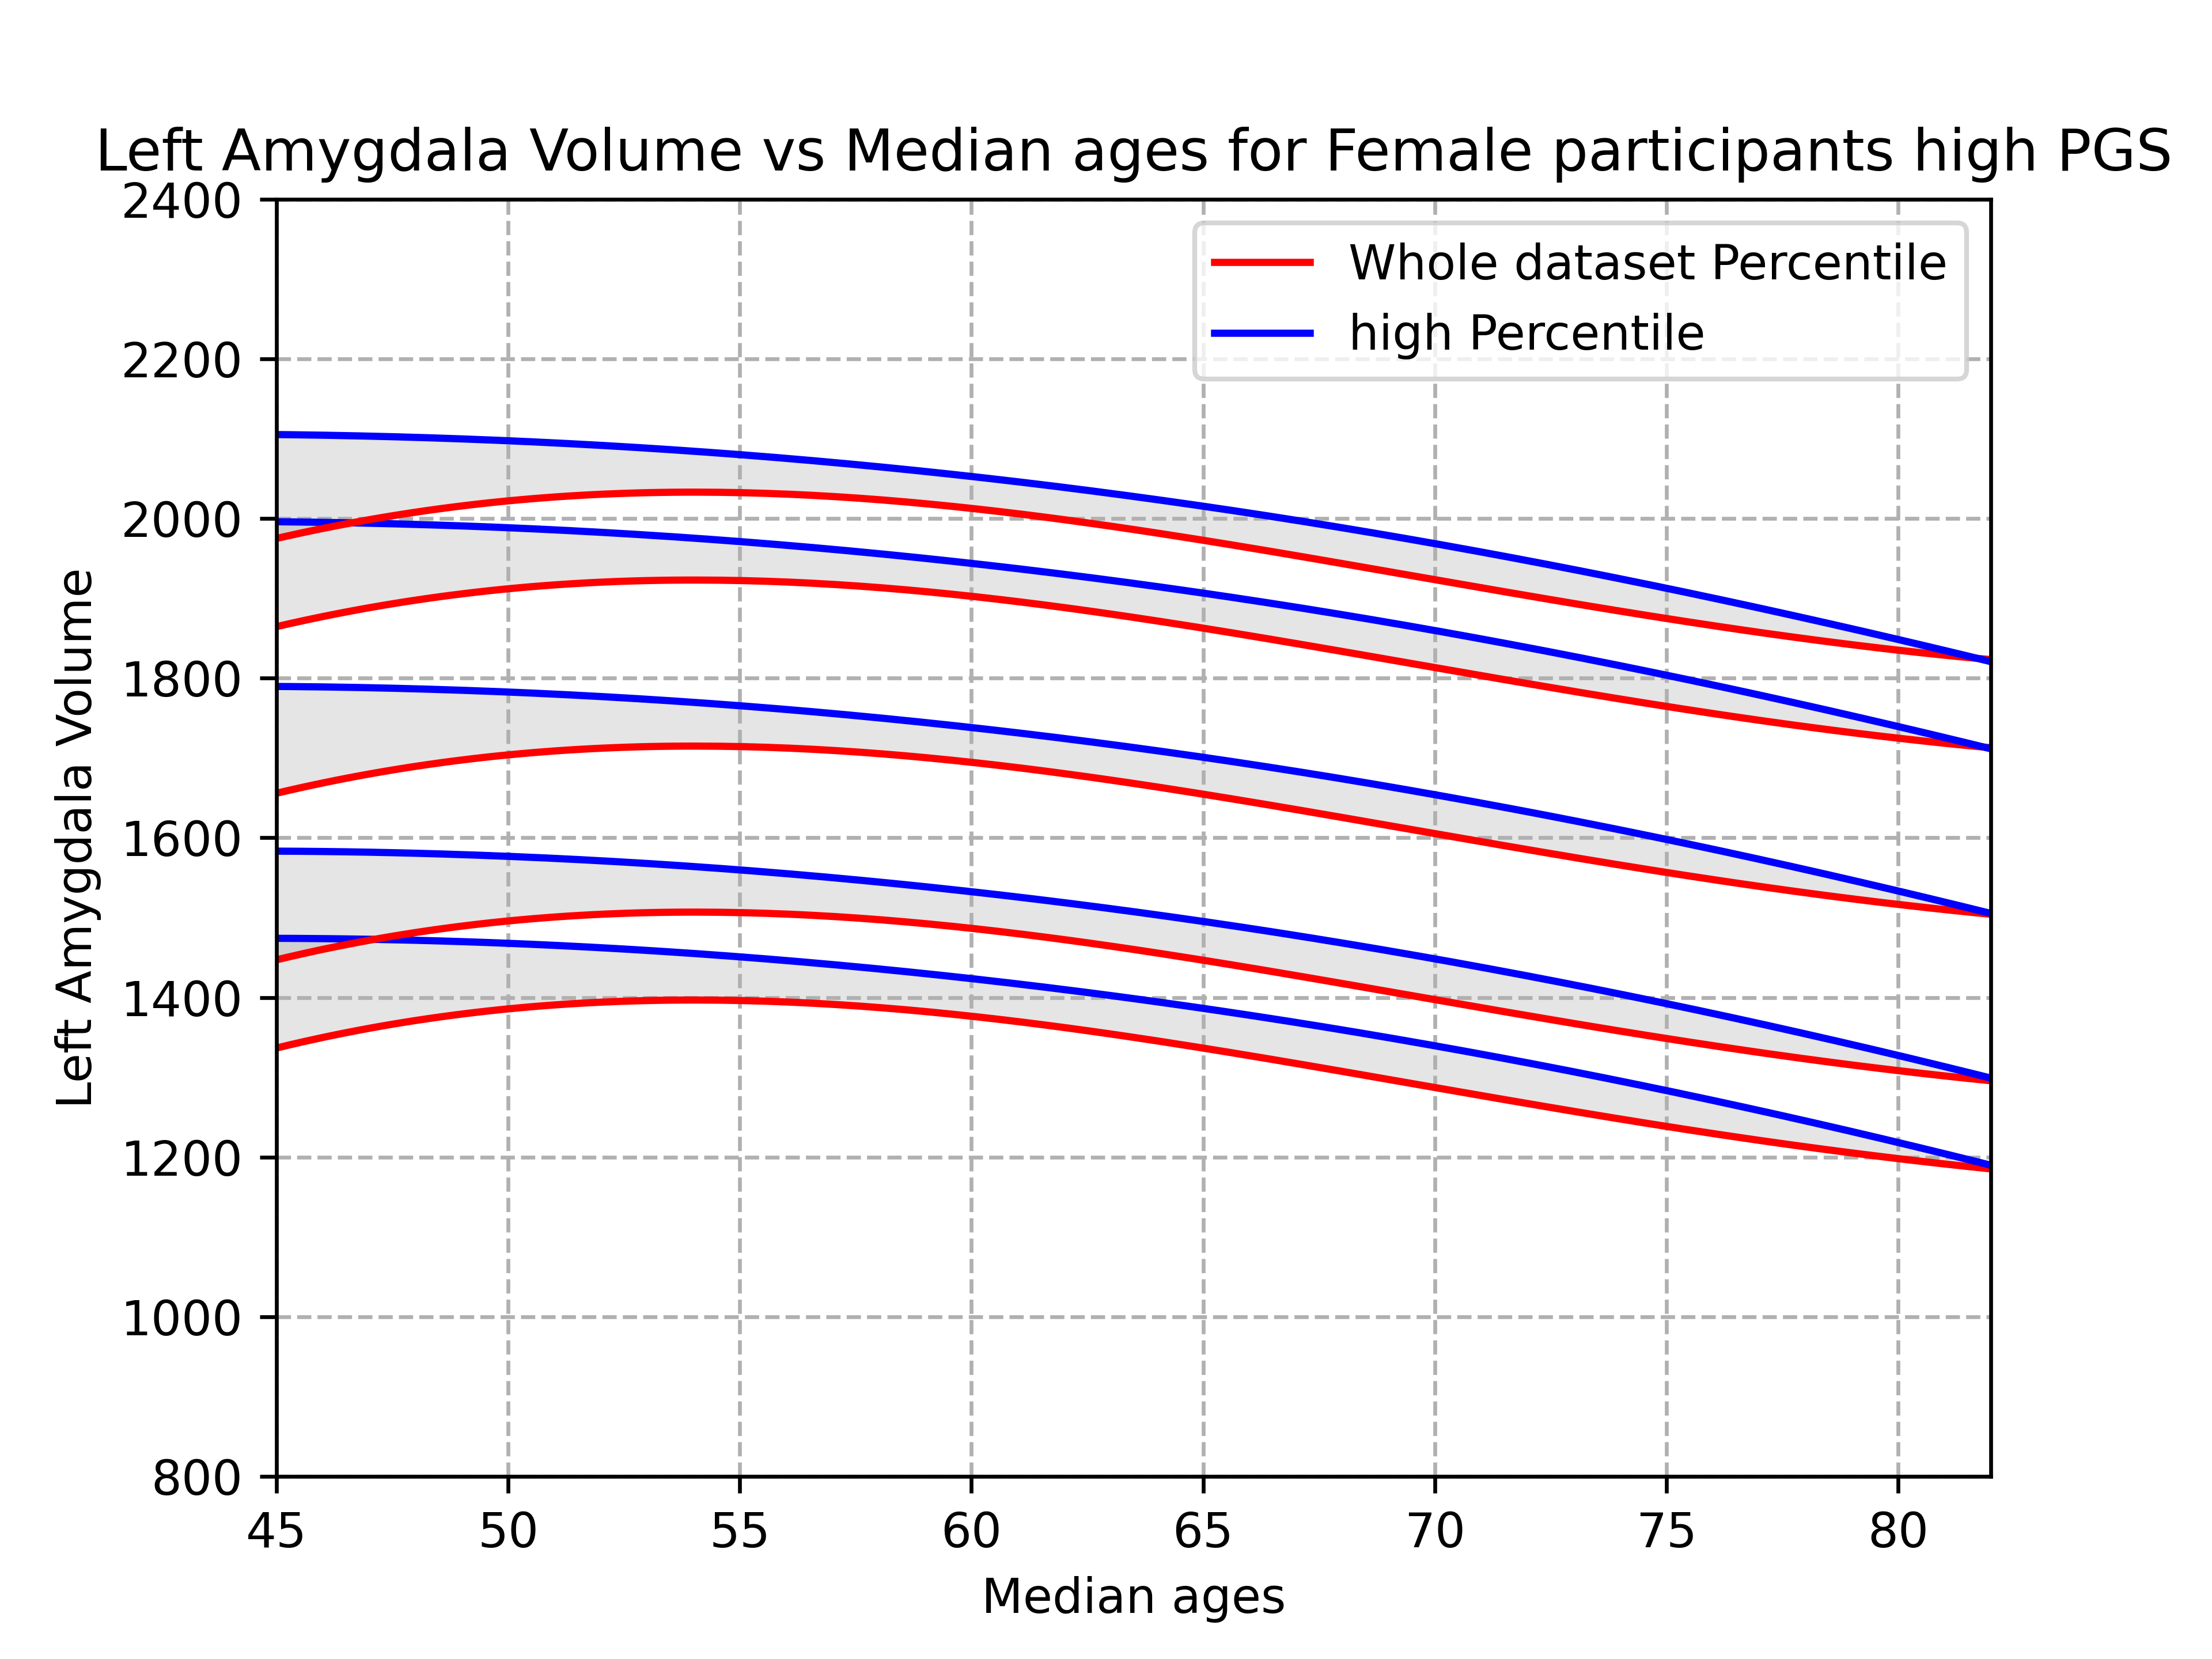 Left Amygdala Volume vs Median ages for Female participants high PGS
2400
2200
2000
1800
1600
1400
1200
1000
800
Left Amygdala Volume
Whole dataset Percentile
high Percentile
45 50 55 60 65 70 75 80
Median ages